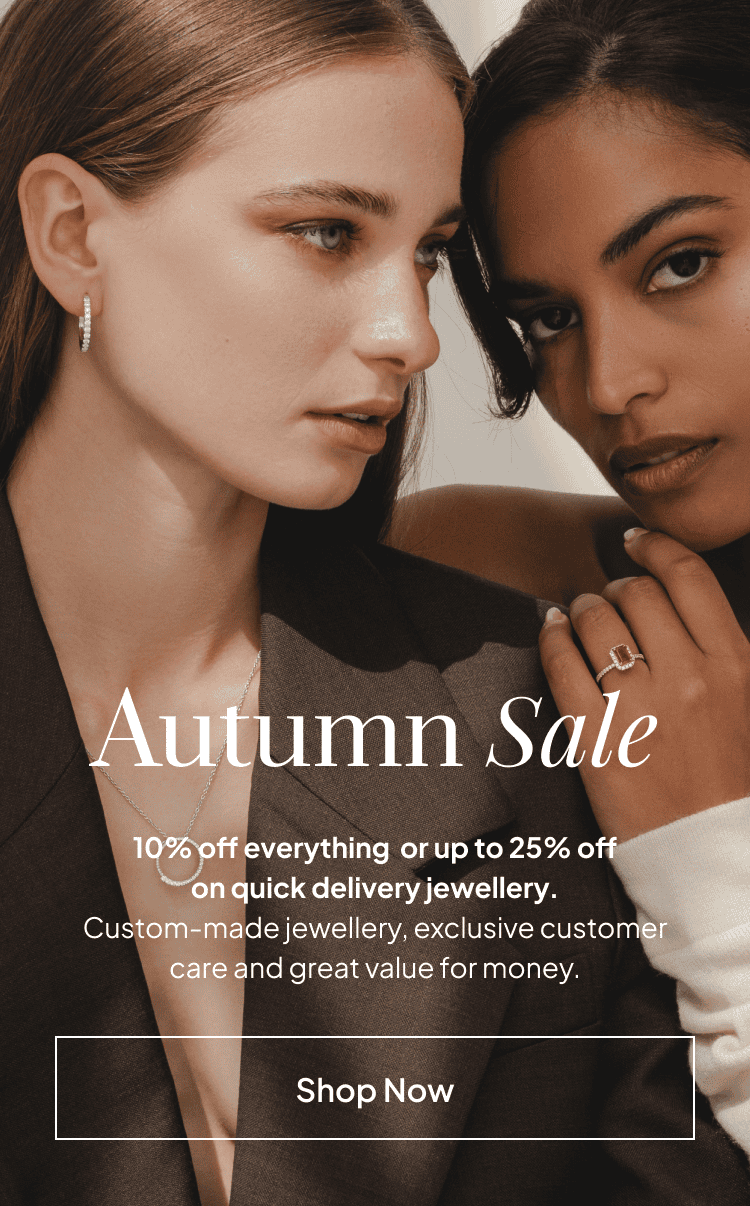 Autumn Sale
10% off everything  or up to 25% off
on quick delivery jewellery.
Custom-made jewellery, exclusive customer
care and great value for money.
Shop Now